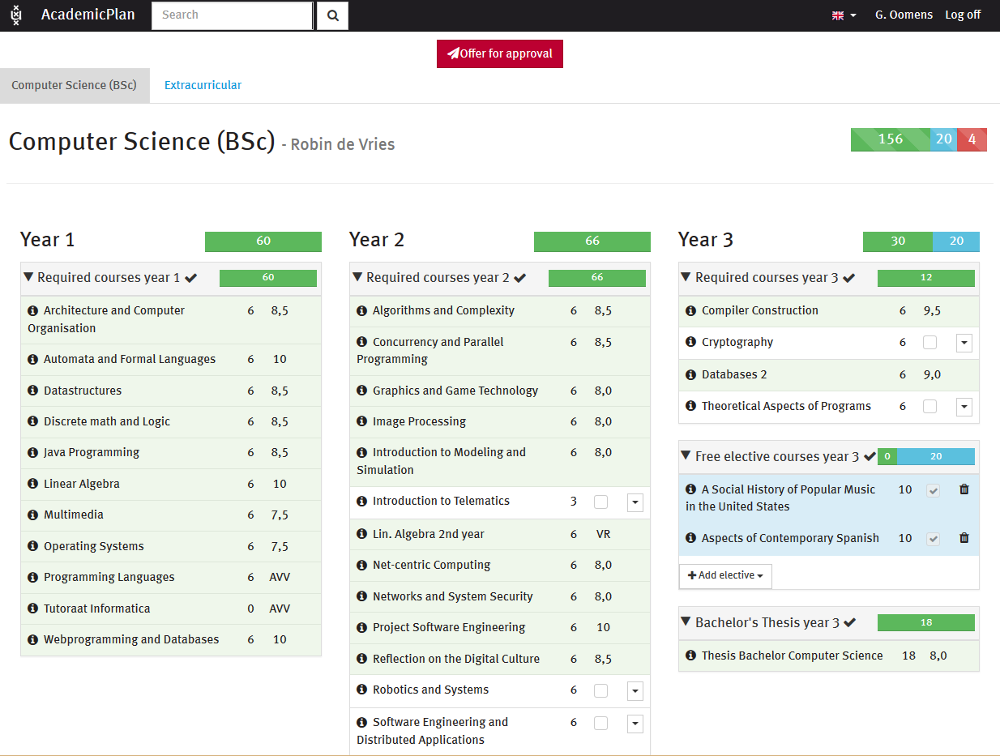 AcademicPlan Search G. Oomens Log off
Offer for approval
Computer Science (BSc) Extracurricular
Computer Science (BSc) - Robin de Vries 156 20 4
Year 1 60
Required courses year 1 60
Architecture and Computer 6 8,5
Organisation
Automata and Formal Languages 6 10
Datastructures 6 8,5
Discrete math and Logic 6 8,5
Java Programming 6 8,5
Linear Algebra 6 10
Multimedia 6 7,5
Operating Systems 6 7,5
Programming Languages 6 AVV
Tutoraat Informatica 0 AVV
Webprogramming and Databases 6 10
Year 2 66
Required courses year 2 66
Algorithms and Complexity 6 8,5
Concurrency and Parallel 6 8,5
Programming
Graphics and Game Technology 6 8,0
Image Processing 6 8,0
Introduction to Modeling and 6 8,0
Simulation
Introduction to Telematics 3
Lin. Algebra 2nd year 6 VR
Net-centric Computing 6 8,0
Networks and System Security 6 8,0
Project Software Engineering 6 10
Reflection on the Digital Culture 6 8,5
Robotics and Systems 6
Software Engineering and 6
Distributed Applications
Year 3 30 20
Required courses year 3 12
Compiler Construction 6 9,5
Cryptography 6
Databases 2 6 9,0
Theoretical Aspects of Programs 6
Free elective courses year 3 0 20
A Social History of Popular Music 10
in the United States
Aspects of Contemporary Spanish 10
Add elective
Bachelor's Thesis year 3 18
Thesis Bachelor Computer Science 18 8,0